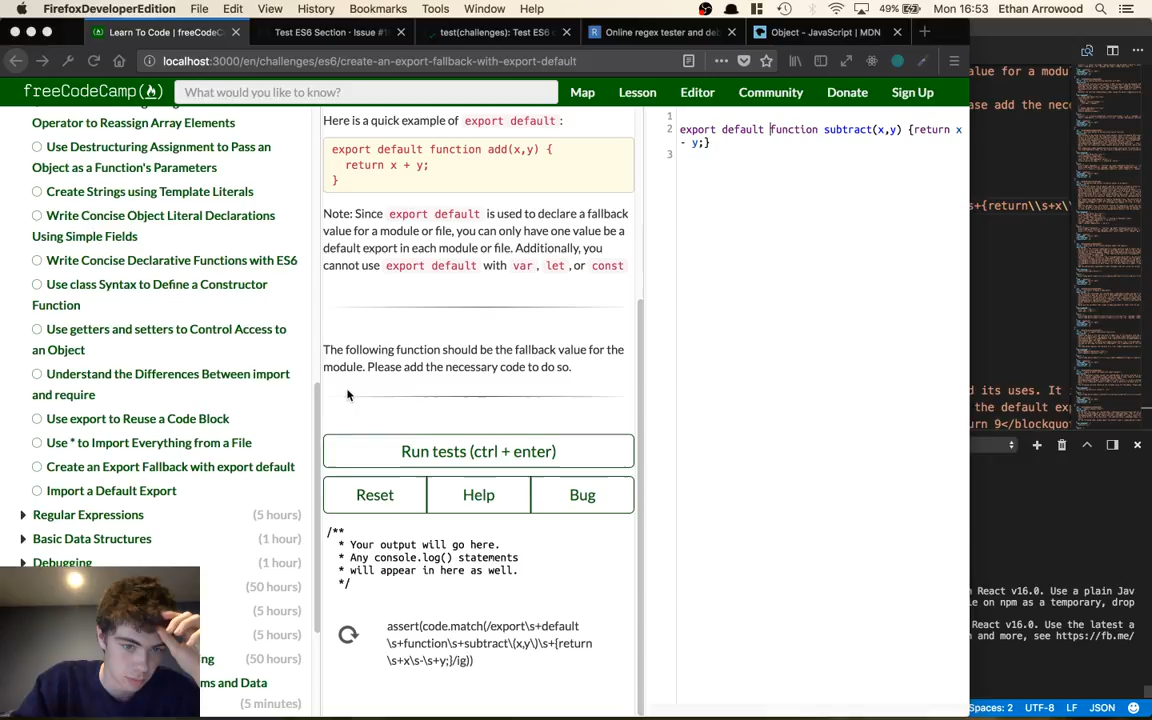 FirefoxDeveloperEdition File Edit View History Bookmarks Tools Window Help 49% Mon 16:53 Ethan Arrowood
Learn To Code | freeCodeC Test ES6 Section - Issue #1 test(challenges): Test ES6 Online regex tester and de Object - JavaScript | MDN
localhost:3000/en/challenges/es6/create-an-export-fallback-with-export-default
freeCodeCamp What would you like to know? Map Lesson Editor Community Donate Sign Up
Operator to Reassign Array Elements
Use Destructuring Assignment to Pass an
Object as a Function's Parameters
Create Strings using Template Literals
Write Concise Object Literal Declarations
Using Simple Fields
Write Concise Declarative Functions with ES6
Use class Syntax to Define a Constructor
Function
Use getters and setters to Control Access to
an Object
Understand the Differences Between import
and require
Use export to Reuse a Code Block
Use * to Import Everything from a File
Create an Export Fallback with export default
Import a Default Export
Regular Expressions (5 hours)
Basic Data Structures (1 hour)
Debugging (1 hour)
(50 hours)
(5 hours)
(5 hours)
(50 hours)
ms and Data
(5 minutes)
Here is a quick example of export default :
export default function add(x,y) {
return x + y;
}
Note: Since export default is used to declare a fallback
value for a module or file, you can only have one value be a
default export in each module or file. Additionally, you
cannot use export default with var , let , or const
The following function should be the fallback value for the
module. Please add the necessary code to do so.
Run tests (ctrl + enter)
Reset Help Bug
/**
* Your output will go here.
* Any console.log() statements
* will appear in here as well.
*/
assert(code.match(/export\s+default
\s+function\s+subtract\(x,y\)\s+{return
\s+x\s-\s+y;}/ig))
1
2 export default function subtract(x,y) {return x
- y;}
3
alue for a modu
ase add the nece
s+{return\\s+x\
d its uses. It
the default exp
urn 9</blockquot
n React v16.0. Use a plain Jav
le on npm as a temporary, drop
React v16.0. Use the latest a
n and more, see https://fb.me/
Spaces: 2 UTF-8 LF JSON